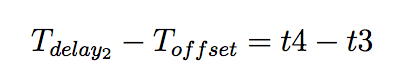 T_{delay_2} − T_{offset} = t4 − t3